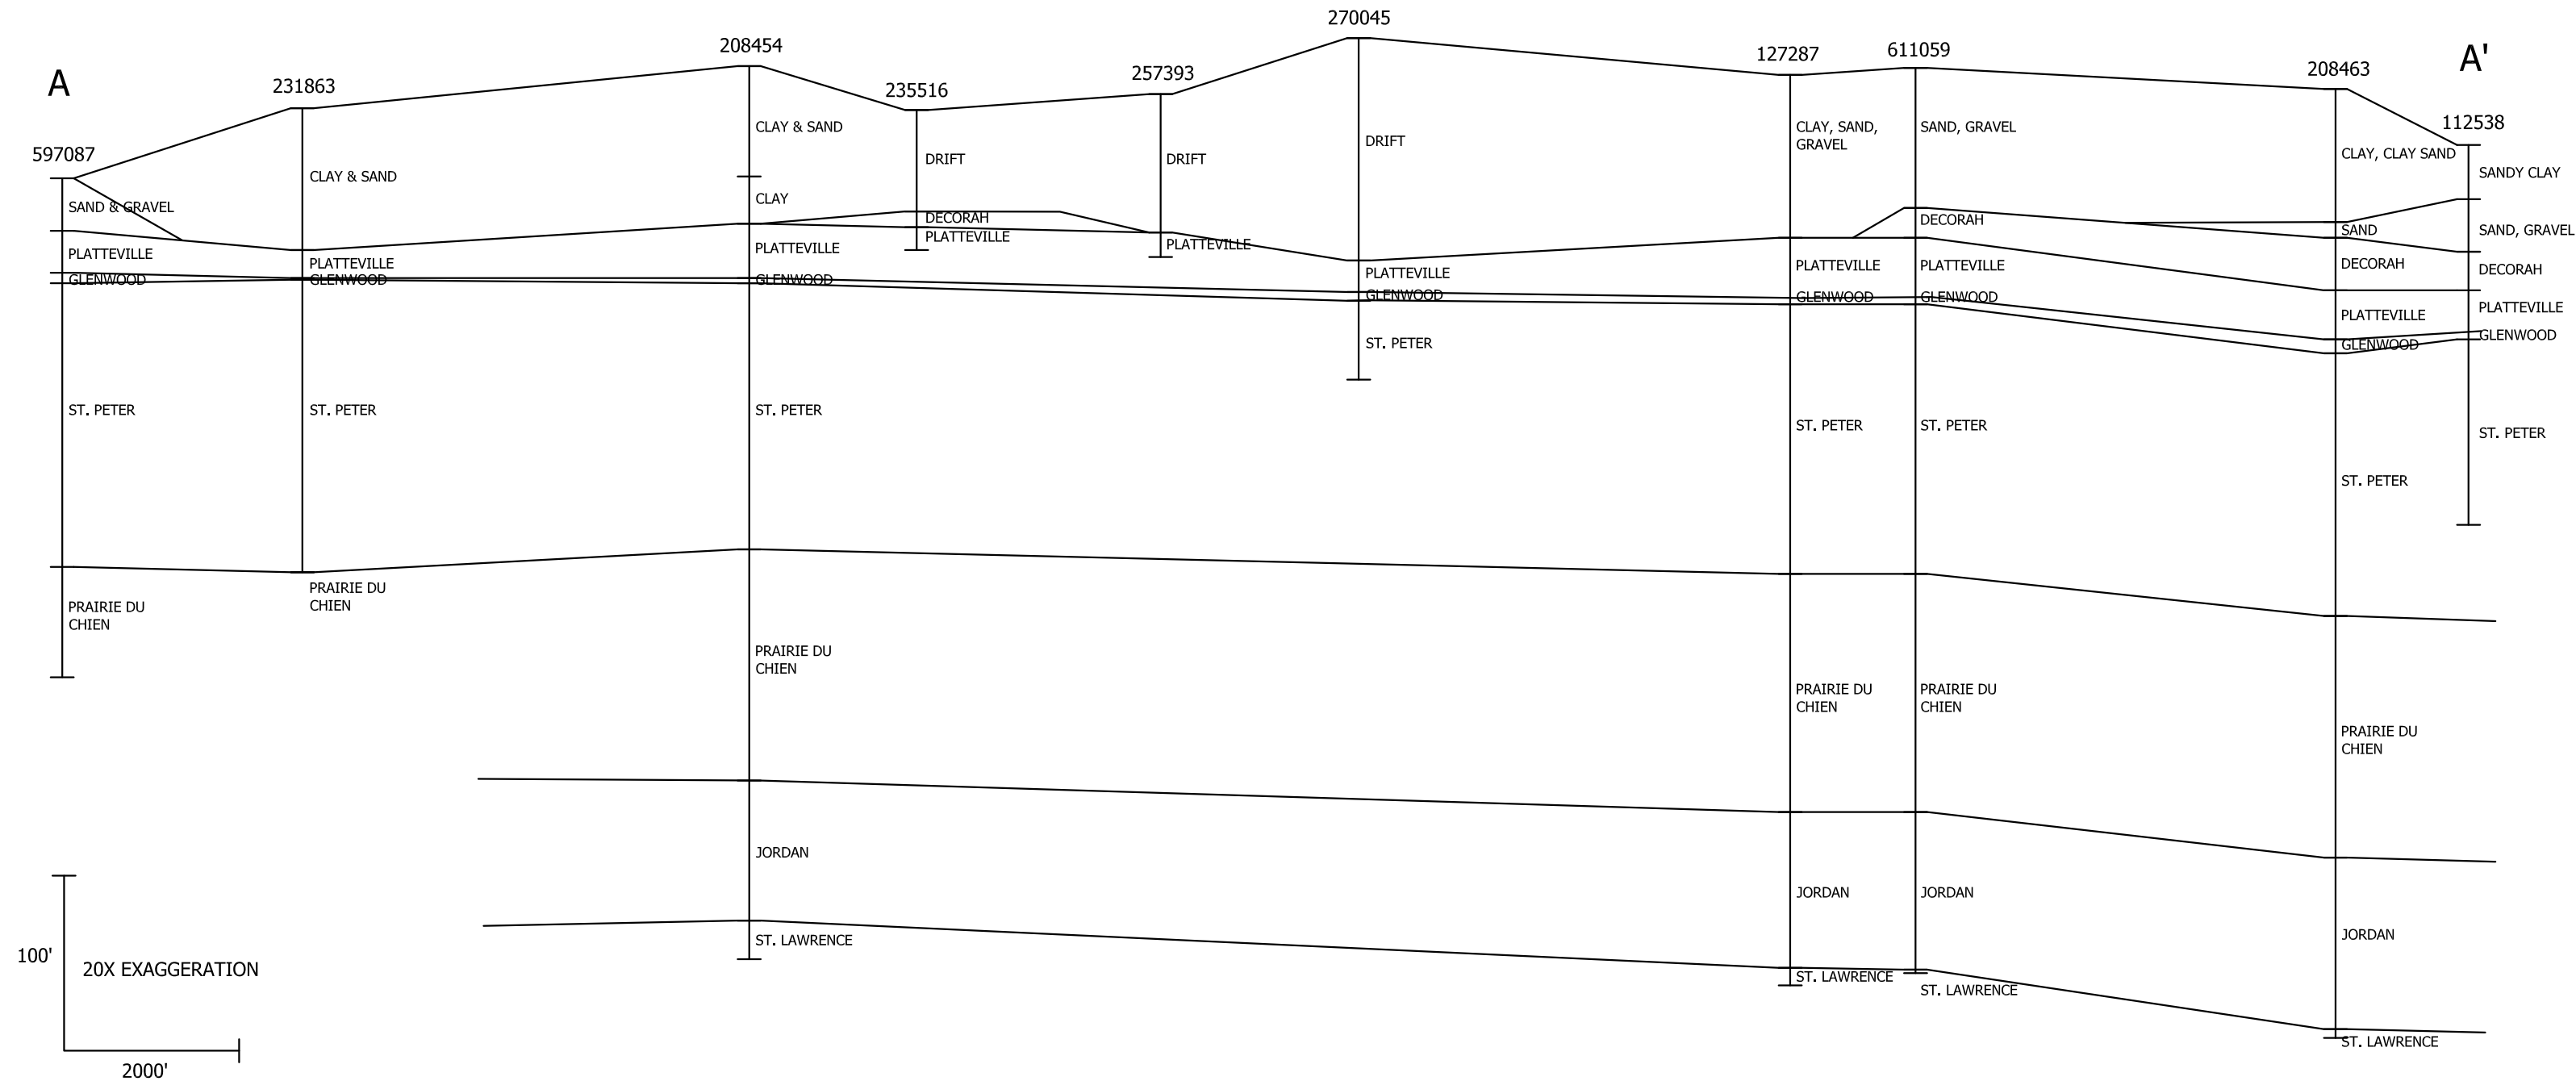 270045
208454
127287
611059
A
A'
231863
257393
235516
208463
112538
597087
CLAY & SAND
DRIFT
CLAY, SAND,
GRAVEL
SAND, GRAVEL
CLAY & SAND
DRIFT
DRIFT
CLAY, CLAY SAND
SANDY CLAY
SAND & GRAVEL
CLAY
DECORAH
PLATTEVILLE
PLATTEVILLE
DECORAH
SAND
SAND, GRAVEL
PLATTEVILLE
GLENWOOD
PLATTEVILLE
GLENWOOD
PLATTEVILLE
GLENWOOD
PLATTEVILLE
GLENWOOD
PLATTEVILLE
GLENWOOD
PLATTEVILLE
GLENWOOD
DECORAH
PLATTEVILLE
GLENWOOD
DECORAH
PLATTEVILLE
GLENWOOD
ST. PETER
ST. PETER
ST. PETER
ST. PETER
ST. PETER
ST. PETER
ST. PETER
ST. PETER
PRAIRIE DU
CHIEN
PRAIRIE DU
CHIEN
PRAIRIE DU
CHIEN
PRAIRIE DU
CHIEN
PRAIRIE DU
CHIEN
PRAIRIE DU
CHIEN
JORDAN
JORDAN
JORDAN
JORDAN
ST. LAWRENCE
ST. LAWRENCE
ST. LAWRENCE
ST. LAWRENCE
100'
20X EXAGGERATION
2000'